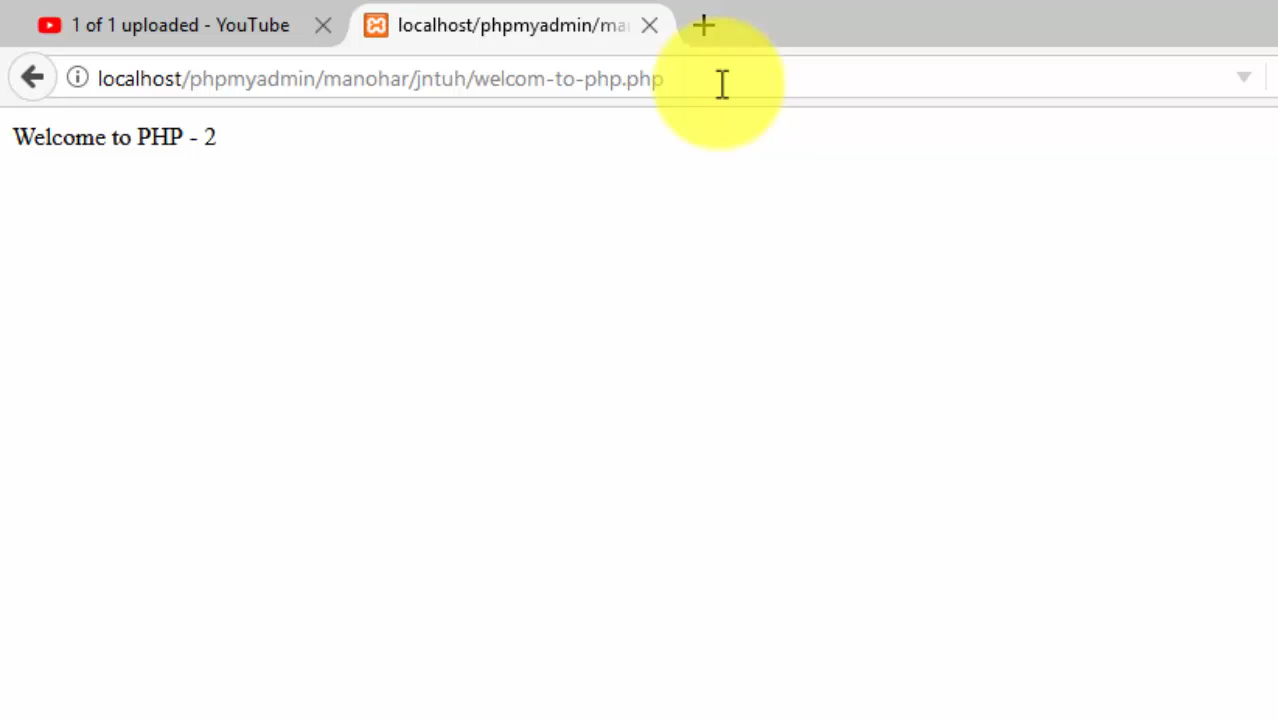 1 of 1 uploaded - YouTube
localhost/phpmyadmin/ma
localhost/phpmyadmin/manohar/jntuh/welcom-to-php.php
Welcome to PHP - 2